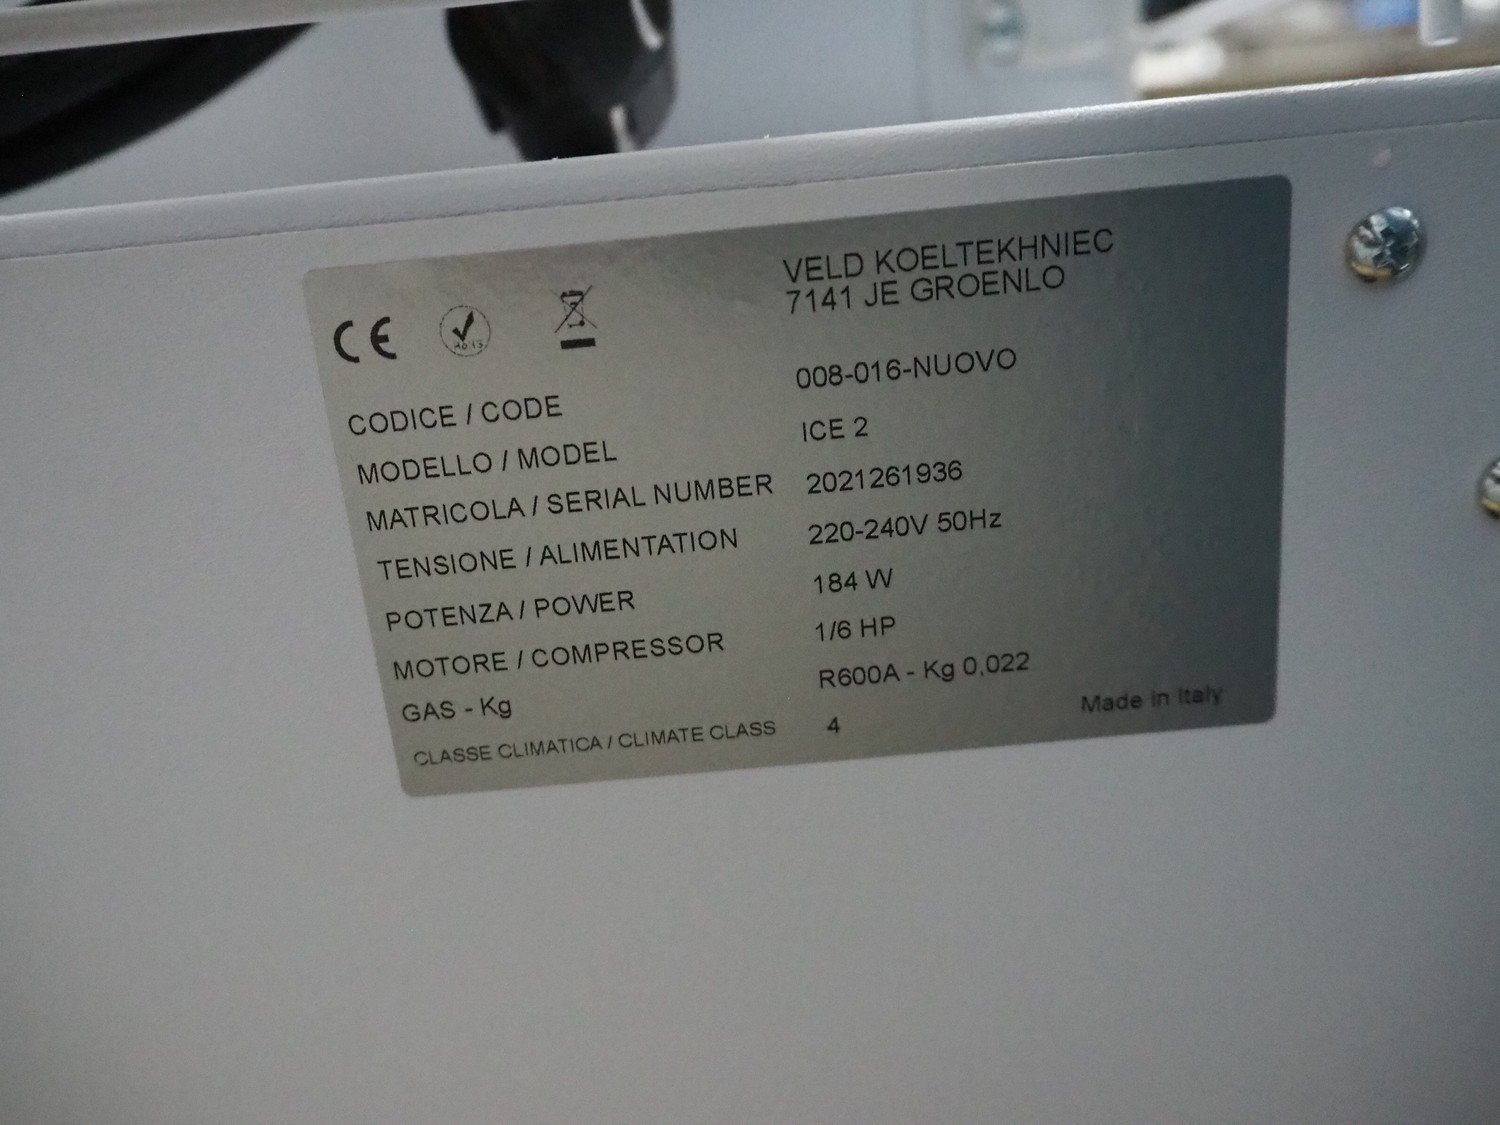 VELD KOELTEKHNIEC
7141 JE GROENLO
CE
CODICE / CODE 008-016-NUOVO
MODELLO / MODEL ICE 2
MATRICOLA / SERIAL NUMBER 2021261936
TENSIONE / ALIMENTATION 220-240V 50Hz
POTENZA / POWER 184 W
MOTORE / COMPRESSOR 1/6 HP
GAS - Kg R600A - Kg 0,022
CLASSE CLIMATICA / CLIMATE CLASS 4
Made in Italy